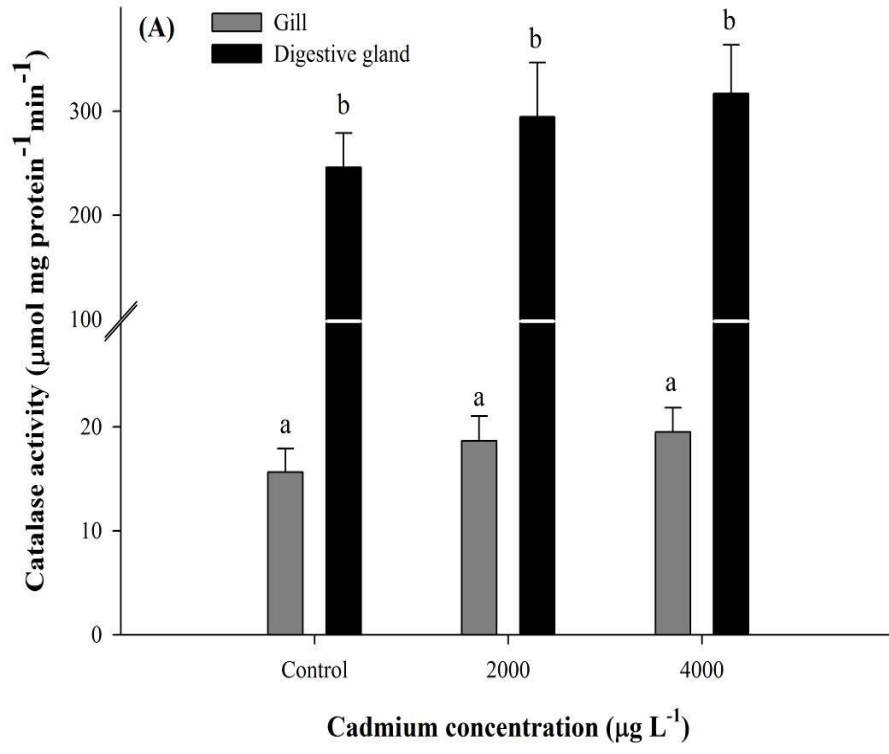 (A)
Gill
Digestive gland
Catalase activity (µmol mg protein⁻¹min⁻¹)
300
200
100
20
10
0
b
b
b
a
a
a
Control
2000
4000
Cadmium concentration (µg L⁻¹)